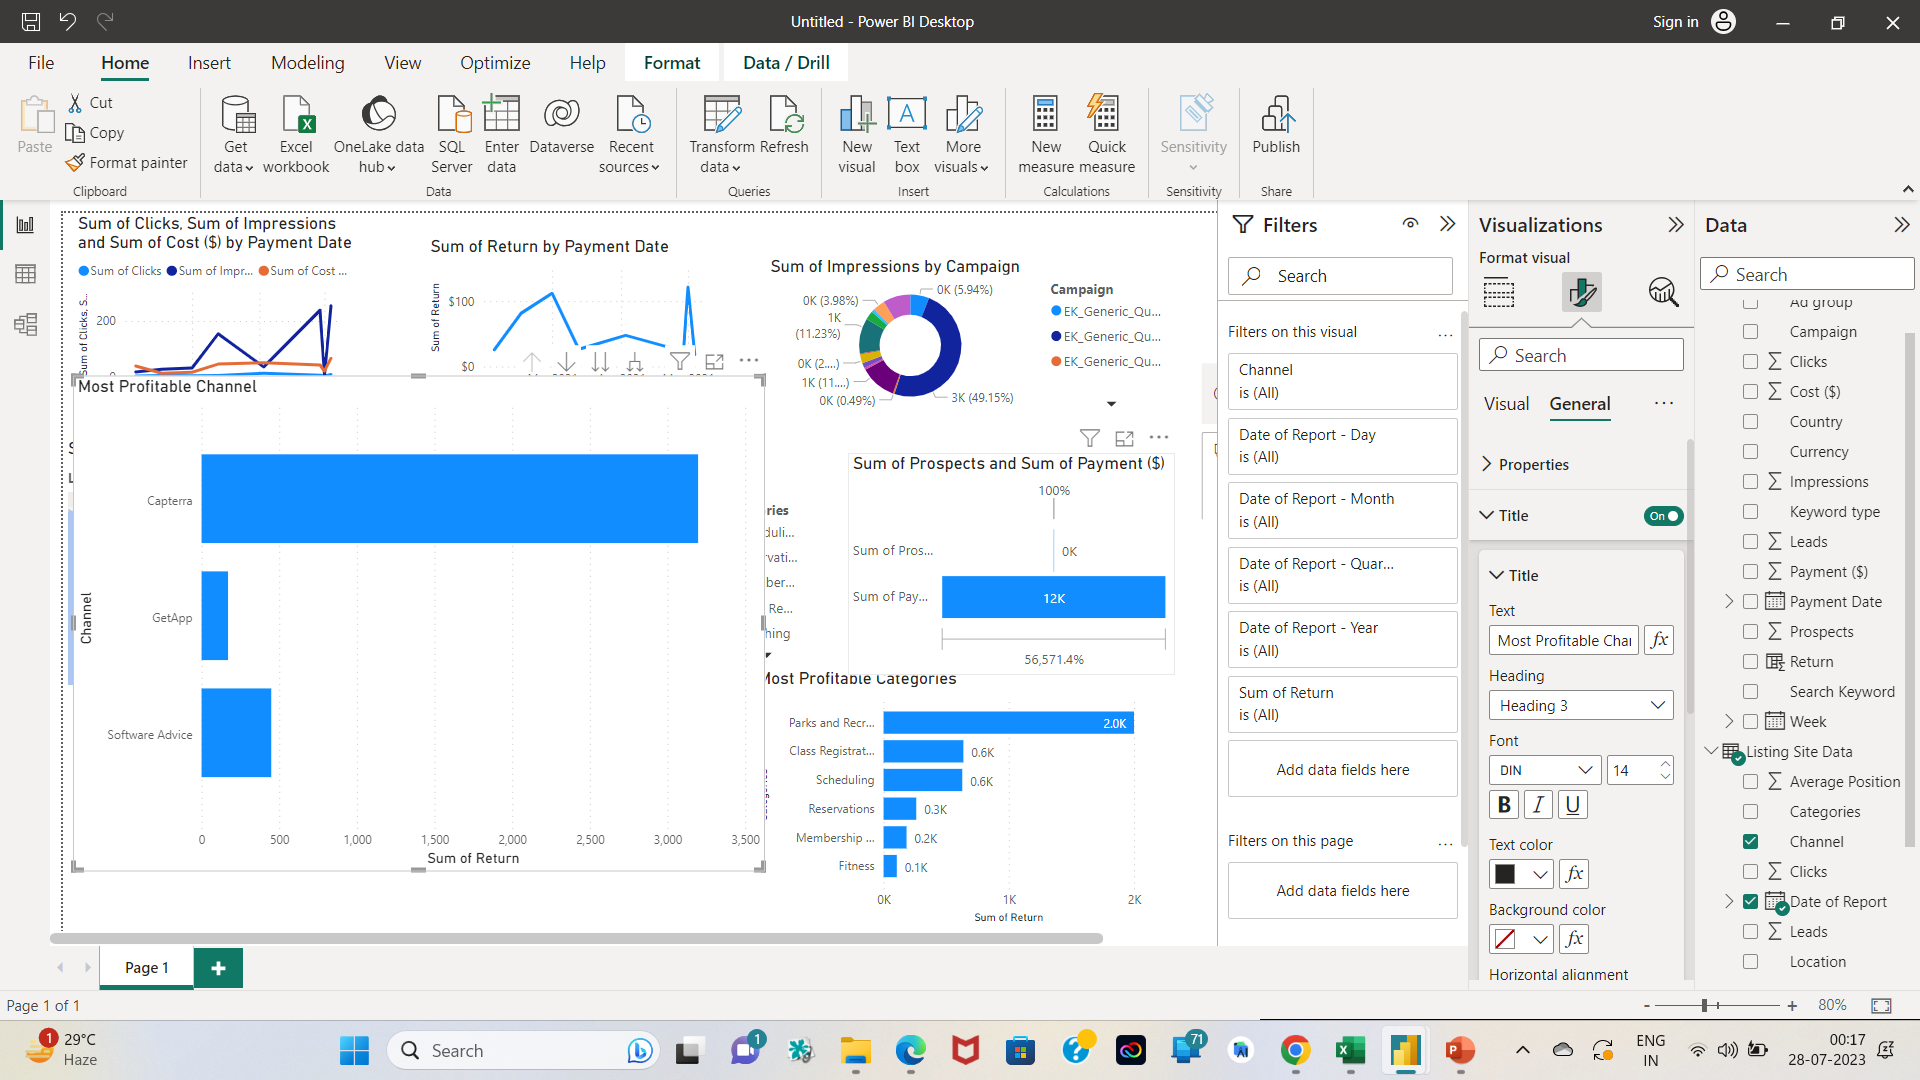 Untitled - Power BI Desktop
Sign in
File
Home
Insert
Modeling
View
Optimize
Help
Format
Data / Drill
Paste
Cut
Copy
Format painter
Clipboard
Get
data
Excel
workbook
OneLake data
hub
SQL
Server
Enter
data
Dataverse
Recent
sources
Data
Transform
data
Refresh
Queries
New
visual
Text
box
More
visuals
Insert
New
measure
Quick
measure
Calculations
Sensitivity
Sensitivity
Publish
Share
Sum of Clicks, Sum of Impressions
and Sum of Cost ($) by Payment Date
Sum of Clicks
Sum of Impr...
Sum of Cost ...
Sum of Clicks, S...
200
Sum of Return by Payment Date
Sum of Return
$100
$0
Sum of Impressions by Campaign
0K (5.94%)
0K (3.98%)
1K
(11.23%)
0K (2....)
1K (11....)
0K (0.49%)
3K (49.15%)
Campaign
EK_Generic_Qu...
EK_Generic_Qu...
EK_Generic_Qu...
Most Profitable Channel
Channel
Capterra
GetApp
Software Advice
0
500
1,000
1,500
2,000
2,500
3,000
3,500
Sum of Return
ries
duli...
vati...
ber...
Re...
hing
Sum of Prospects and Sum of Payment ($)
100%
Sum of Pros...
0K
Sum of Pay...
12K
56,571.4%
Most Profitable Categories
Parks and Recr...
2.0K
Class Registrat...
0.6K
Scheduling
0.6K
Reservations
0.3K
Membership ...
0.2K
Fitness
0.1K
0K
1K
2K
Sum of Return
Filters
Search
Filters on this visual
...
Channel
is (All)
Date of Report - Day
is (All)
Date of Report - Month
is (All)
Date of Report - Quar...
is (All)
Date of Report - Year
is (All)
Sum of Return
is (All)
Add data fields here
Filters on this page
...
Add data fields here
Visualizations
Format visual
Search
Visual
General
...
Properties
Title
On
Title
Text
Most Profitable Chai
fx
Heading
Heading 3
Font
DIN
14
B
I
U
Text color
fx
Background color
fx
Horizontal alignment
Data
Search
Ad group
Campaign
Clicks
Cost ($)
Country
Currency
Impressions
Keyword type
Leads
Payment ($)
Payment Date
Prospects
Return
Search Keyword
Week
Listing Site Data
Average Position
Categories
Channel
Clicks
Date of Report
Leads
Location
Page 1
+
Page 1 of 1
- + 80%
1
29°C
Haze
Search
1
71
ENG
IN
00:17
28-07-2023